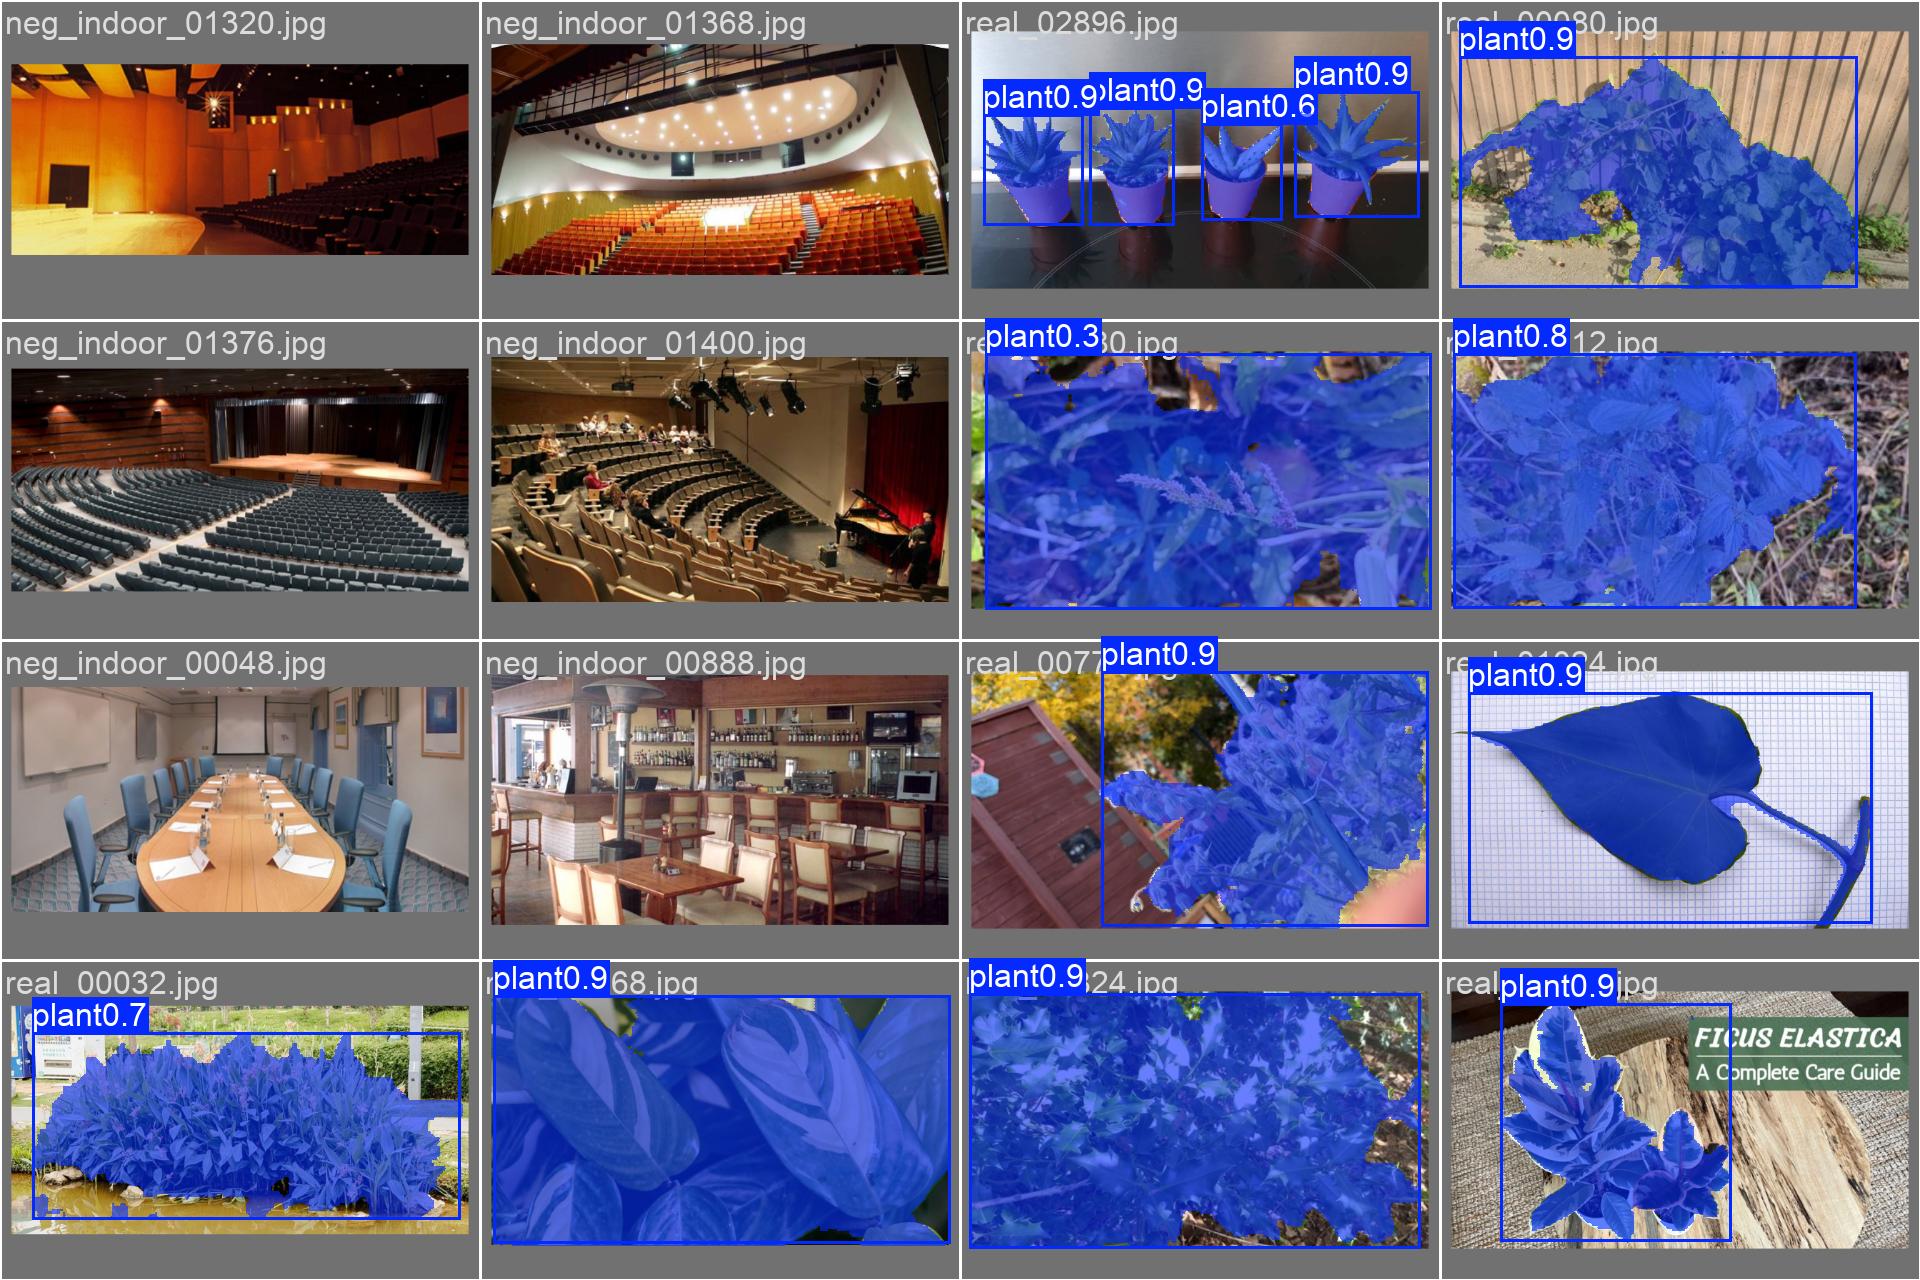 neg_indoor_01320.jpg
neg_indoor_01368.jpg
real_02896.jpg
plant0.9
plant0.9
plant0.6
plant0.9
plant0.9
neg_indoor_01376.jpg
neg_indoor_01400.jpg
plant0.3
plant0.8
neg_indoor_00048.jpg
neg_indoor_00888.jpg
plant0.9
plant0.9
real_00032.jpg
plant0.7
plant0.9
plant0.9
plant0.9
FICUS ELASTICA
A Complete Care Guide